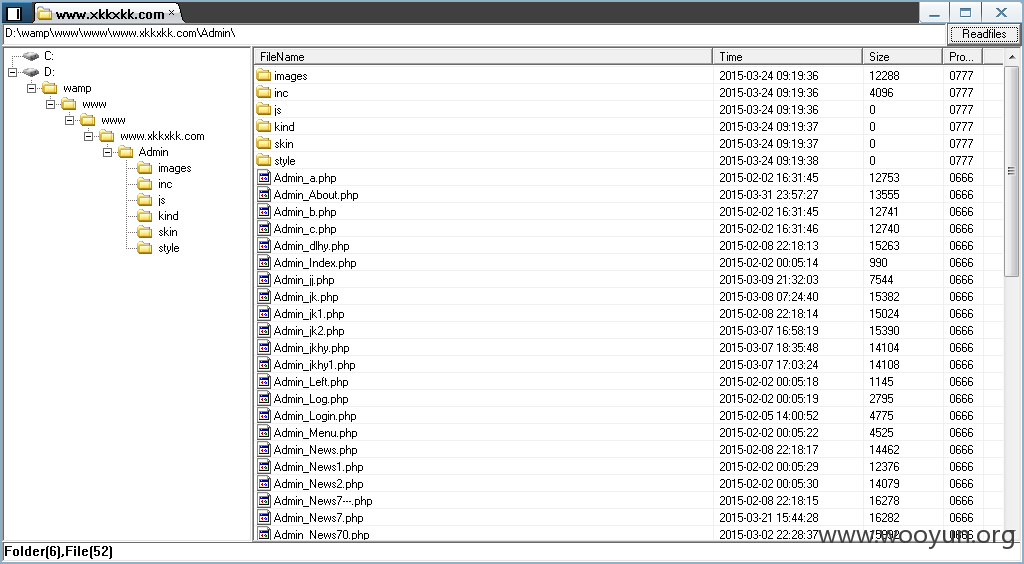 www.xkkxkk.com ×
D:\wamp\www\www\www.xkkxkk.com\Admin\
Readfiles
C:
D:
wamp
www
www
www.xkkxkk.com
Admin
images
inc
js
kind
skin
style
FileName Time Size Pro...
images 2015-03-24 09:19:36 12288 0777
inc 2015-03-24 09:19:36 4096 0777
js 2015-03-24 09:19:36 0 0777
kind 2015-03-24 09:19:37 0 0777
skin 2015-03-24 09:19:37 0 0777
style 2015-03-24 09:19:38 0 0777
Admin_a.php 2015-02-02 16:31:45 12753 0666
Admin_About.php 2015-03-31 23:57:27 13555 0666
Admin_b.php 2015-02-02 16:31:45 12741 0666
Admin_c.php 2015-02-02 16:31:46 12740 0666
Admin_dlhy.php 2015-02-08 22:18:13 15263 0666
Admin_Index.php 2015-02-02 00:05:14 990 0666
Admin_jj.php 2015-03-09 21:32:03 7544 0666
Admin_jk.php 2015-03-08 07:24:40 15382 0666
Admin_jk1.php 2015-02-08 22:18:14 15024 0666
Admin_jk2.php 2015-03-07 16:58:19 15390 0666
Admin_jkhy.php 2015-03-07 18:35:48 14104 0666
Admin_jkhy1.php 2015-03-07 17:03:24 14108 0666
Admin_Left.php 2015-02-02 00:05:18 1145 0666
Admin_Log.php 2015-02-02 00:05:19 2795 0666
Admin_Login.php 2015-02-05 14:00:52 4775 0666
Admin_Menu.php 2015-02-02 00:05:22 4525 0666
Admin_News.php 2015-02-08 22:18:17 14462 0666
Admin_News1.php 2015-02-02 00:05:29 12376 0666
Admin_News2.php 2015-02-02 00:05:30 14079 0666
Admin_News7---.php 2015-02-08 22:18:15 16278 0666
Admin_News7.php 2015-03-21 15:44:28 16282 0666
Admin_News70.php 2015-03-02 22:28:37 0666
www.wooyun.org
Folder(6),File(52)